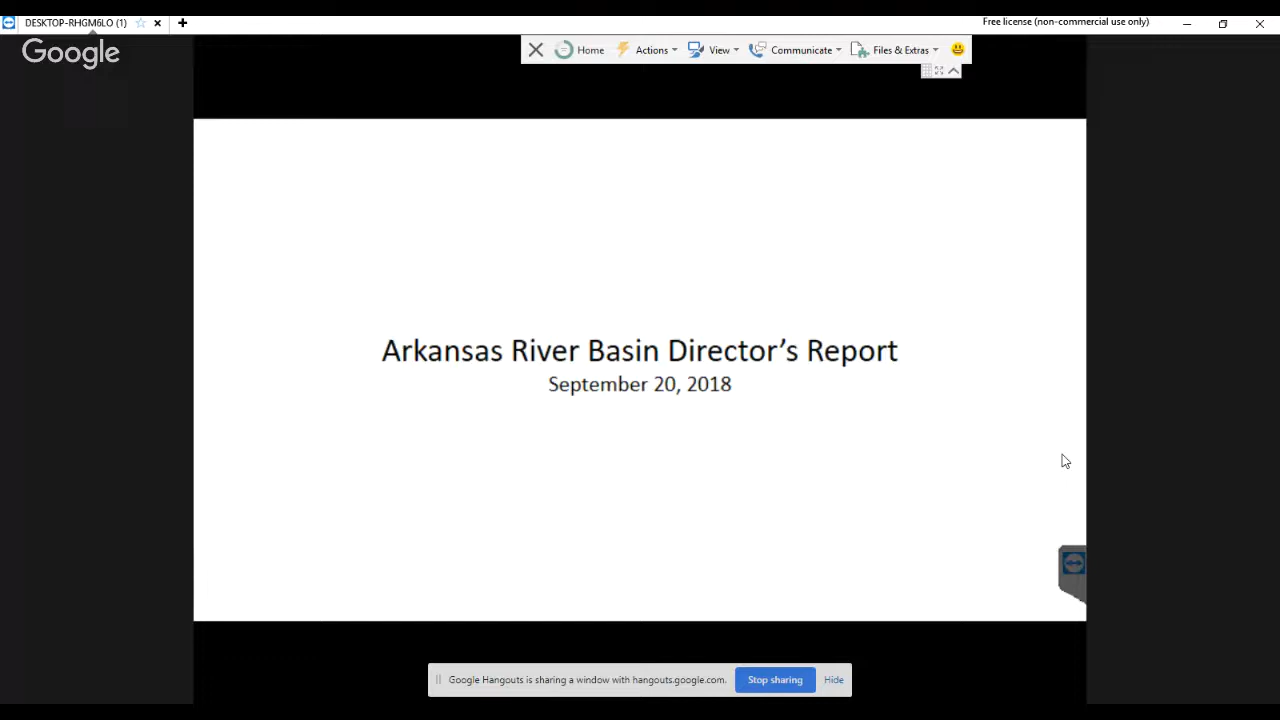 DESKTOP-RHGM6LO (1)
Free license (non-commercial use only)
Google
Home Actions View Communicate Files & Extras
Arkansas River Basin Director’s Report
September 20, 2018
Google Hangouts is sharing a window with hangouts.google.com. Stop sharing Hide